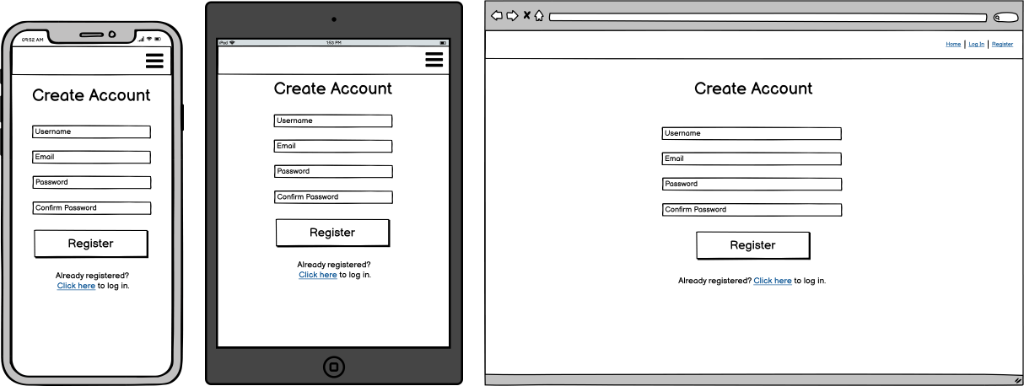 09:52 AM
Create Account
Username
Email
Password
Confirm Password
Register
Already registered?
Click here to log in.
iPad
1:55 PM
Create Account
Username
Email
Password
Confirm Password
Register
Already registered?
Click here to log in.
Home | Log In | Register
Create Account
Username
Email
Password
Confirm Password
Register
Already registered? Click here to log in.